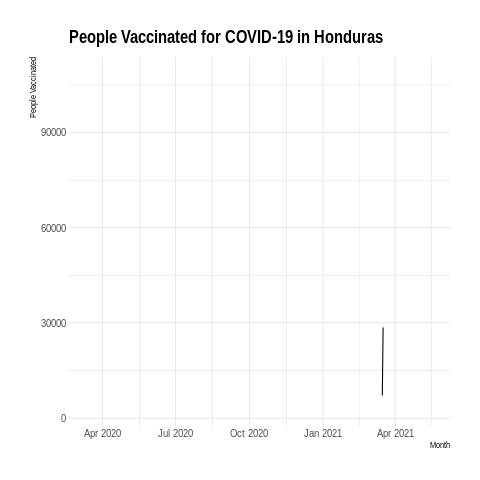 People Vaccinated for COVID-19 in Honduras
People Vaccinated
90000
60000
30000
0
Apr 2020 Jul 2020 Oct 2020 Jan 2021 Apr 2021
Month